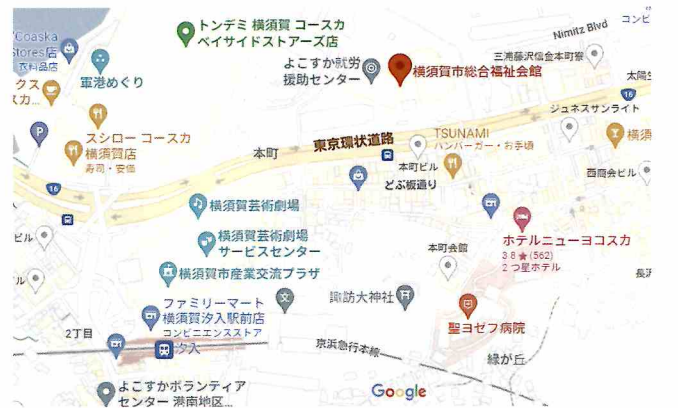 トンデミ 横須賀 コースカ
ベイサイドストアーズ店
Nimitz Blvd
コンビ
Coaska
Stores店
衣料品店
軍港めぐり
よこすか就労
援助センター
横須賀市総合福祉会館
三浦藤沢信金本町寮
太陽生
16
クス
スカ...
P
ジュネスサンライト
スシロー コースカ
横須賀店
寿司・安価
本町
東京環状道路
TSUNAMI
ハンバーガー・お手頃
横須
本町ビル
どぶ板通り
西商会ビル
16
横須賀芸術劇場
ビル
横須賀芸術劇場
サービスセンター
ホテルニューヨコスカ
3.8★(562)
2 つ星ホテル
本町会館
横須賀市産業交流プラザ
ル
長沢
ファミリーマート
横須賀汐入駅前店
コンビニエンスストア
文
諏訪大神社
聖ヨゼフ病院
2丁目
汐入
京浜急行本線
緑が丘
よこすかボランティア
センター 港南地区...
Google